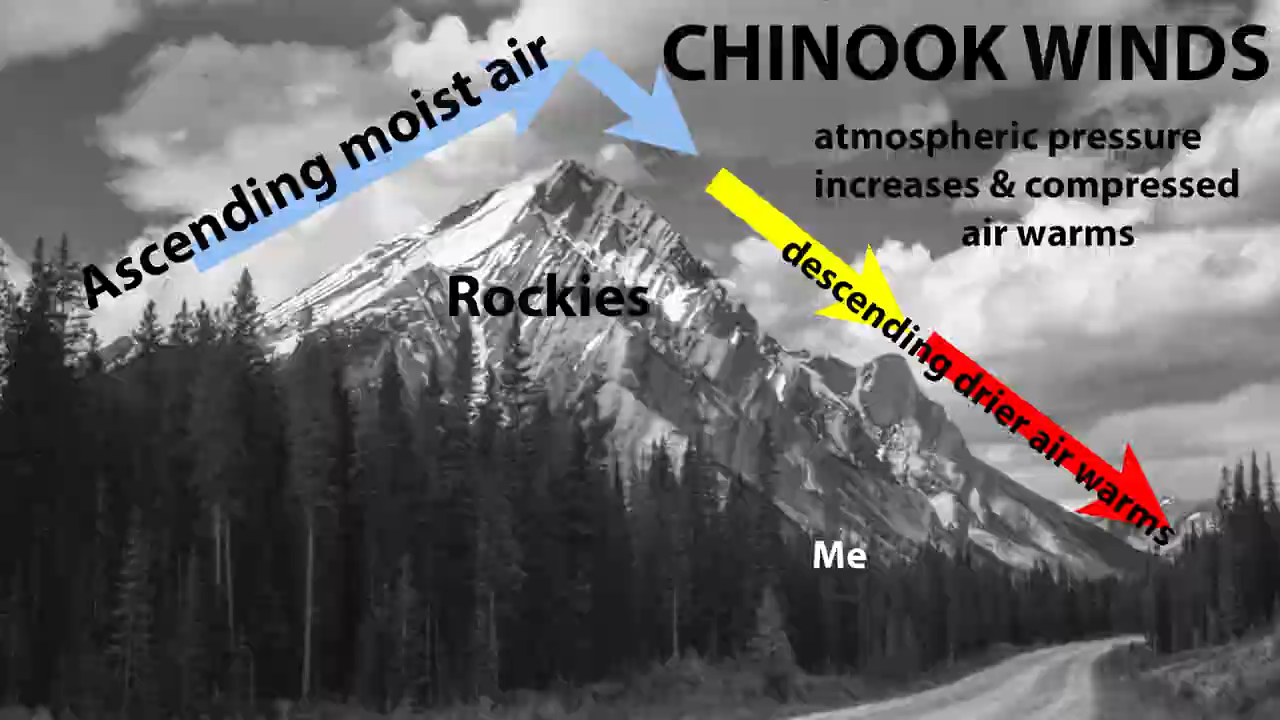 CHINOOK WINDS
Ascending moist air
atmospheric pressure
increases & compressed
air warms
descending drier air warms
Rockies
Me